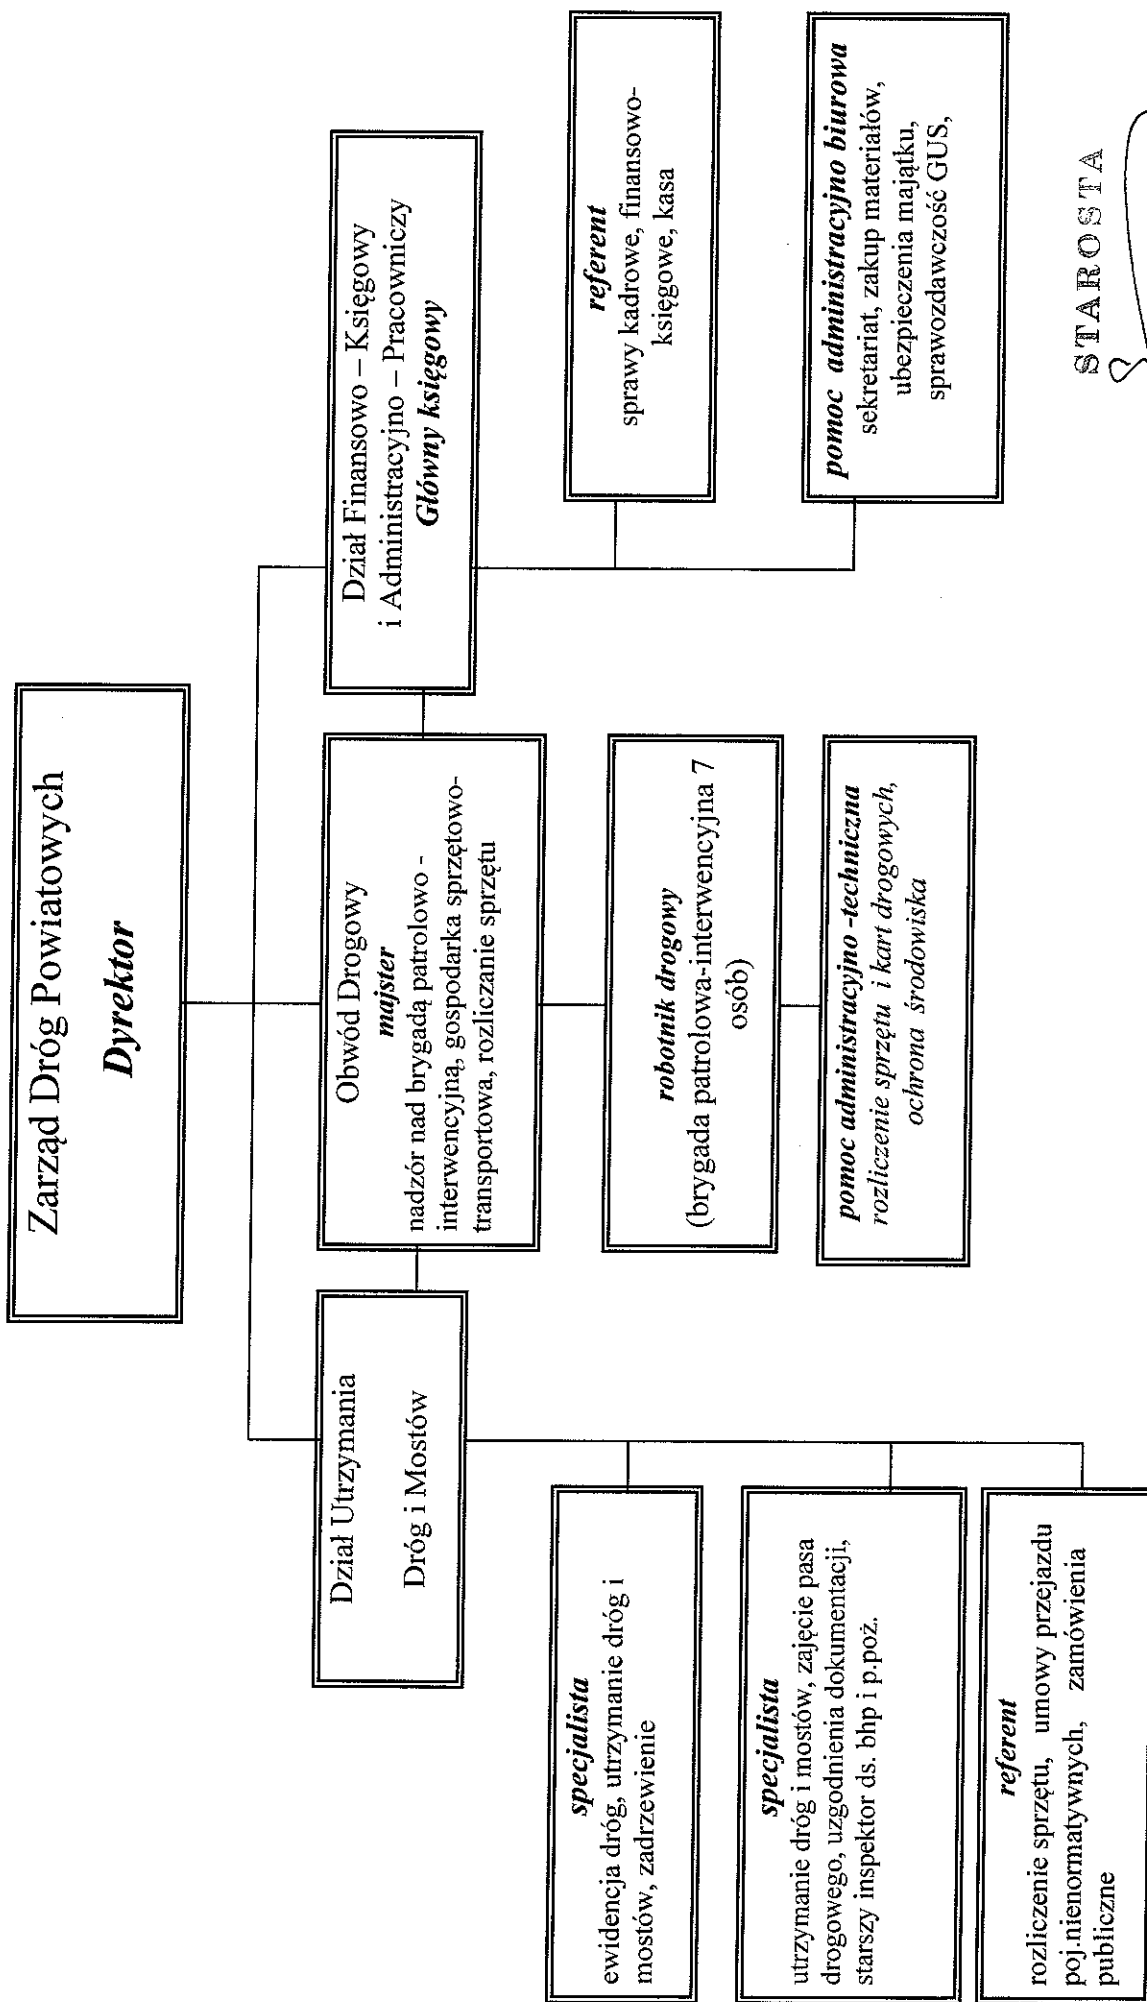 Zarząd Dróg Powiatowych
Dyrektor
Dział Utrzymania
Dróg i Mostów
specjalista
ewidencja dróg, utrzymanie dróg i
mostów, zadrzewienie
specjalista
utrzymanie dróg i mostów, zajęcie pasa
drogowego, uzgodnienia dokumentacji,
starszy inspektor ds. bhp i p.poż.
referent
rozliczenie sprzętu, umowy przejazdu
poj.nienormatywnych, zamówienia
publiczne
Obwód Drogowy
majster
nadzór nad brygadą patrolowo -
interwencyjną, gospodarka sprzętowo-
transportowa, rozliczanie sprzętu
robotnik drogowy
(brygada patrolowa-interwencyjna 7
osób)
pomoc administracyjno -techniczna
rozliczenie sprzętu i kart drogowych,
ochrona środowiska
Dział Finansowo – Księgowy
i Administracyjno – Pracowniczy
Główny księgowy
referent
sprawy kadrowe, finansowo-
księgowe, kasa
pomoc administracyjno biurowa
sekretariat, zakup materiałów,
ubezpieczenia majątku,
sprawozdawczość GUS,
STAROSTA